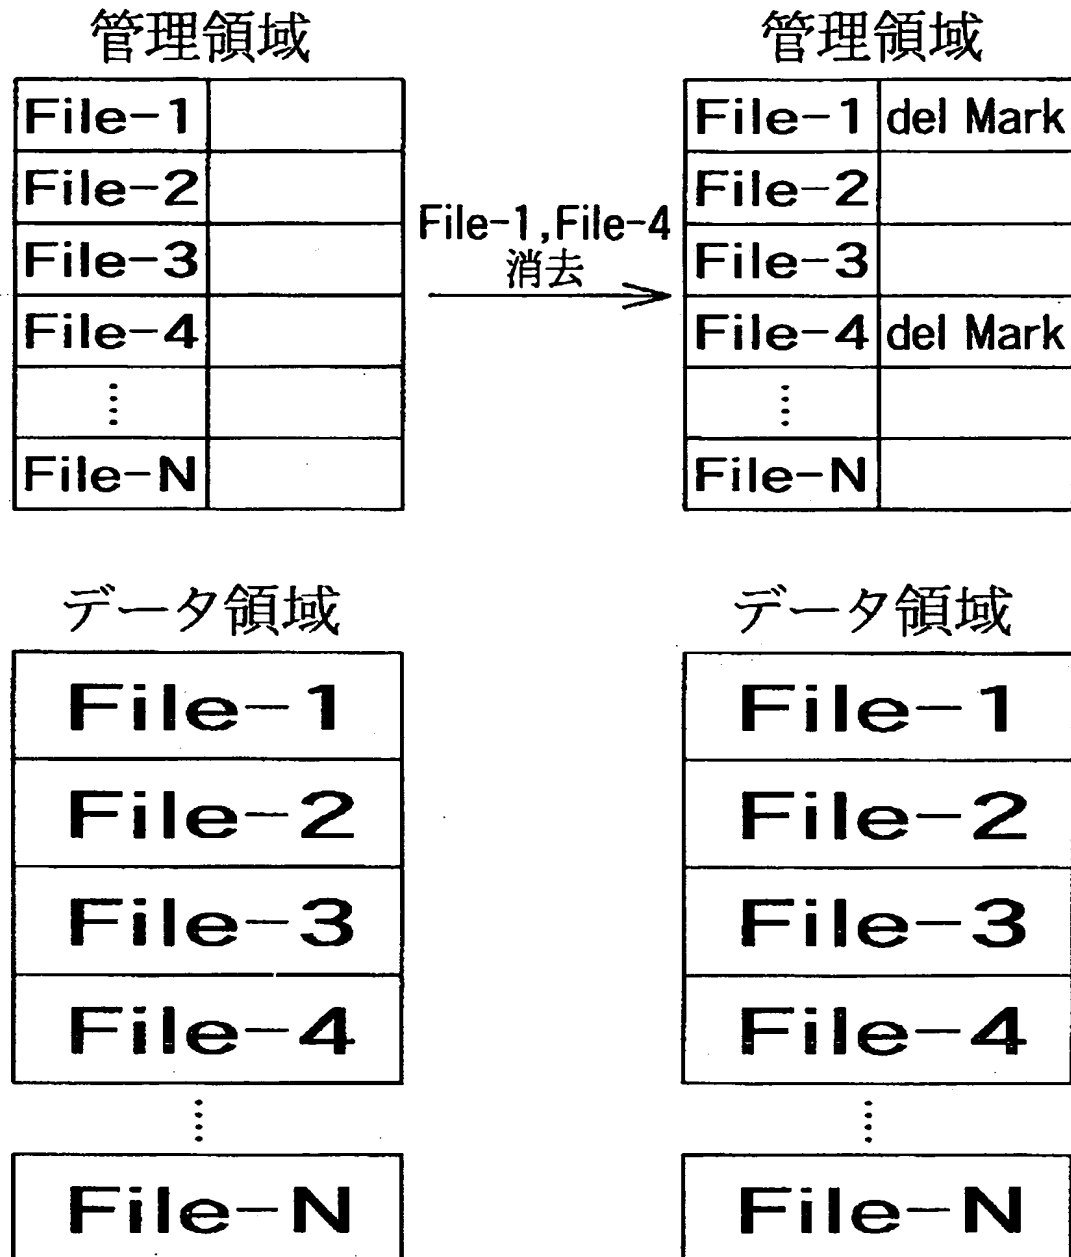 管理領域
File-1
File-2
File-3
File-4
File-N
File-1,File-4
消去
管理領域
File-1 del Mark
File-2
File-3
File-4 del Mark
File-N
データ領域
File-1
File-2
File-3
File-4
File-N
データ領域
File-1
File-2
File-3
File-4
File-N